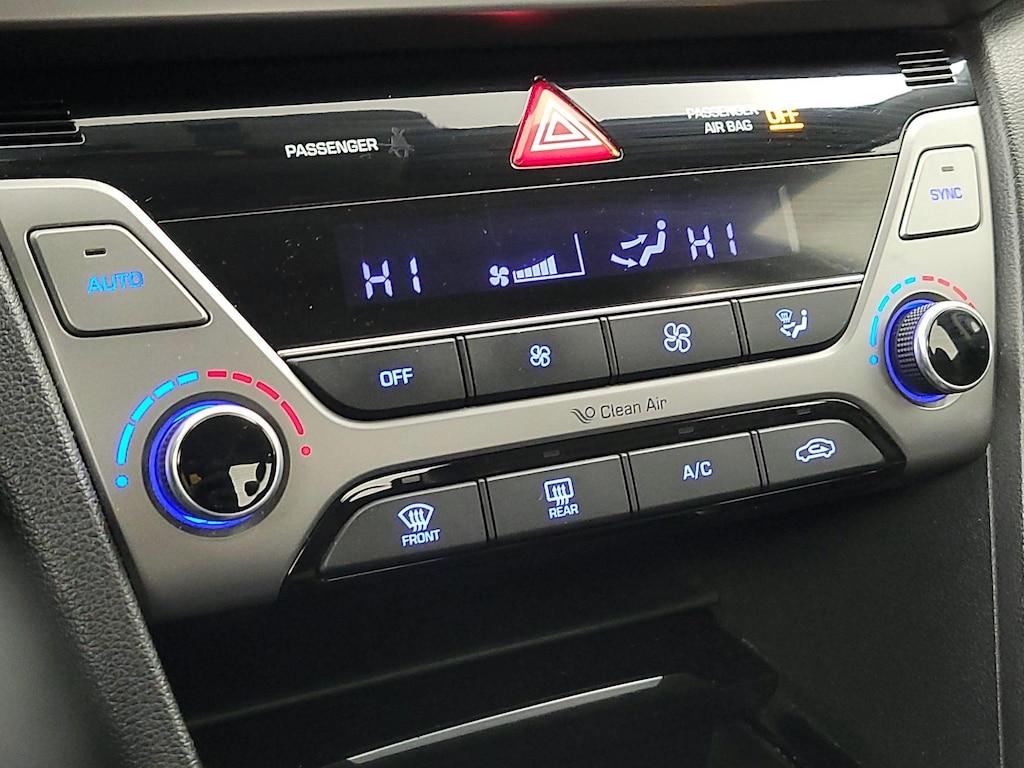 PASSENGER
PASSENGER OFF
AIR BAG
SYNC
AUTO
HI HI
OFF
Clean Air
FRONT
REAR
A/C